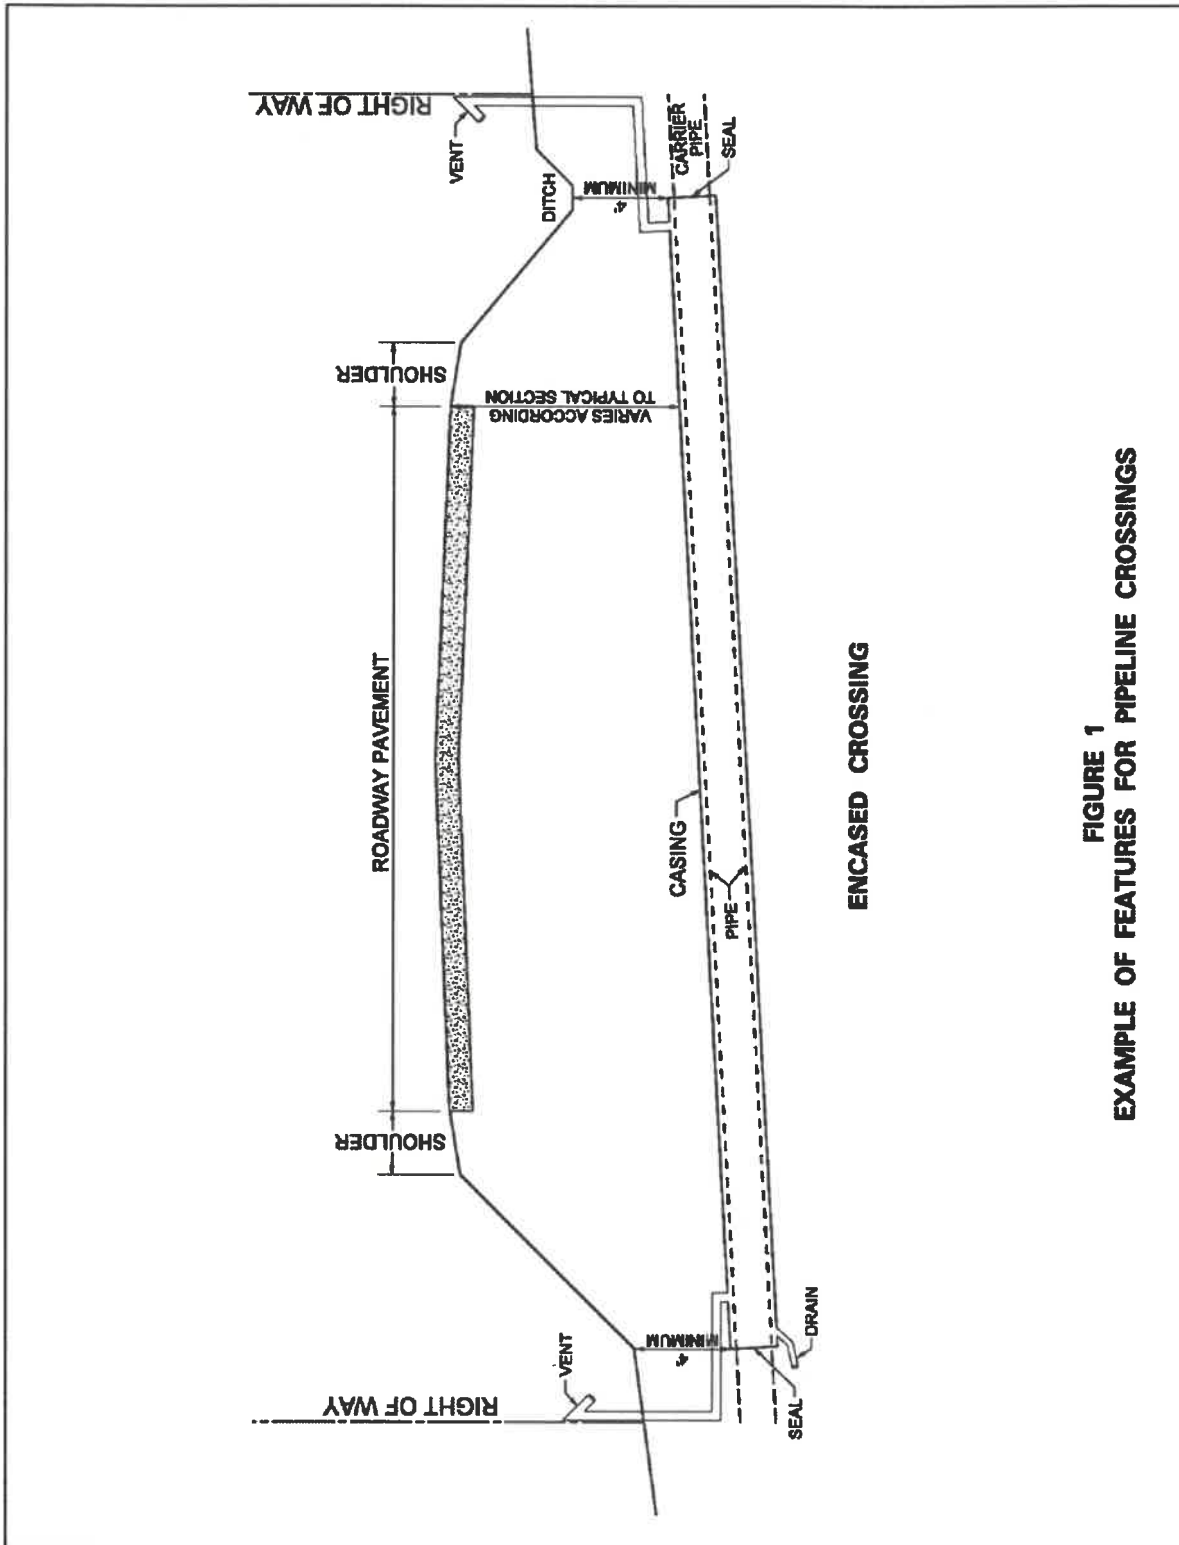 RIGHT OF WAY
RIGHT OF WAY
ROADWAY PAVEMENT
SHOULDER
SHOULDER
VENT
VENT
DITCH
VARIES ACCORDING
TO TYPICAL SECTION
4'
MINIMUM
4'
MINIMUM
CARRIER
PIPE
CASING
PIPE
SEAL
SEAL
DRAIN
ENCASED CROSSING
FIGURE 1
EXAMPLE OF FEATURES FOR PIPELINE CROSSINGS